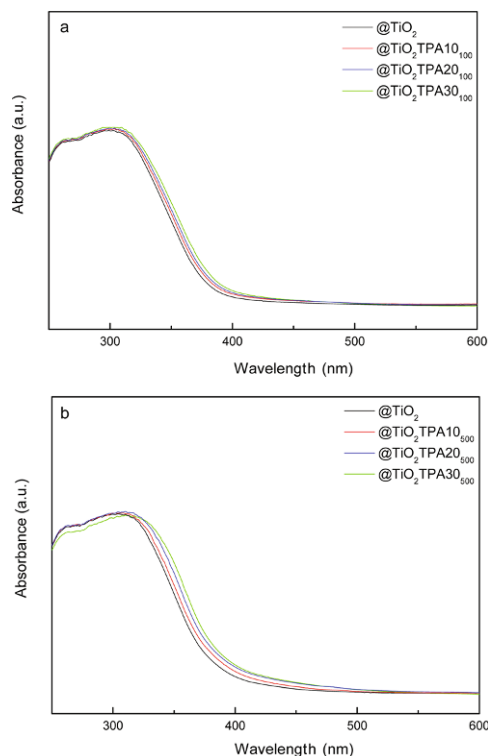 a
@TiO₂
@TiO₂TPA10₁₀₀
@TiO₂TPA20₁₀₀
@TiO₂TPA30₁₀₀
Absorbance (a.u.)
300 400 500 600
Wavelength (nm)
b
@TiO₂
@TiO₂TPA10₅₀₀
@TiO₂TPA20₅₀₀
@TiO₂TPA30₅₀₀
Absorbance (a.u.)
300 400 500 600
Wavelength (nm)